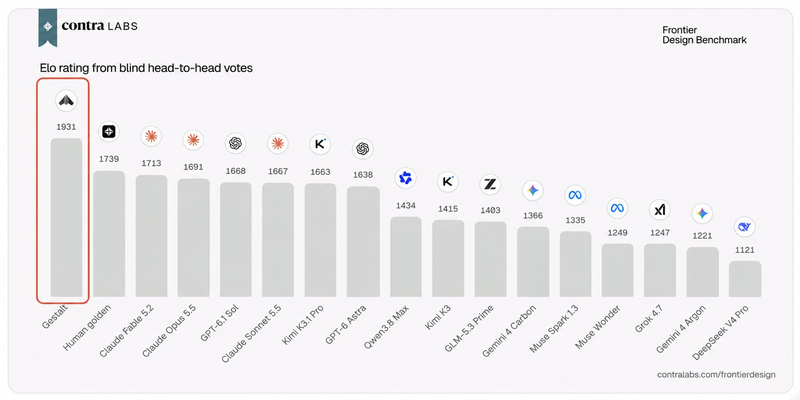 contra LABS
Frontier
Design Benchmark
Elo rating from blind head-to-head votes
1931
1739
1713
1691
1668
1667
1663
1638
1434
1415
1403
1366
1335
1249
1247
1221
1121
Gestalt
Human golden
Claude Fable 5.2
Claude Opus 5.5
GPT-6.1 Sol
Claude Sonnet 5.5
Kimi K3.1 Pro
GPT-6 Astra
Qwen3.8 Max
Kimi K3
GLM-5.3 Prime
Gemini 4 Carbon
Muse Spark 1.3
Muse Wonder
Grok 4.7
Gemini 4 Argon
DeepSeek V4 Pro
contralabs.com/frontierdesign